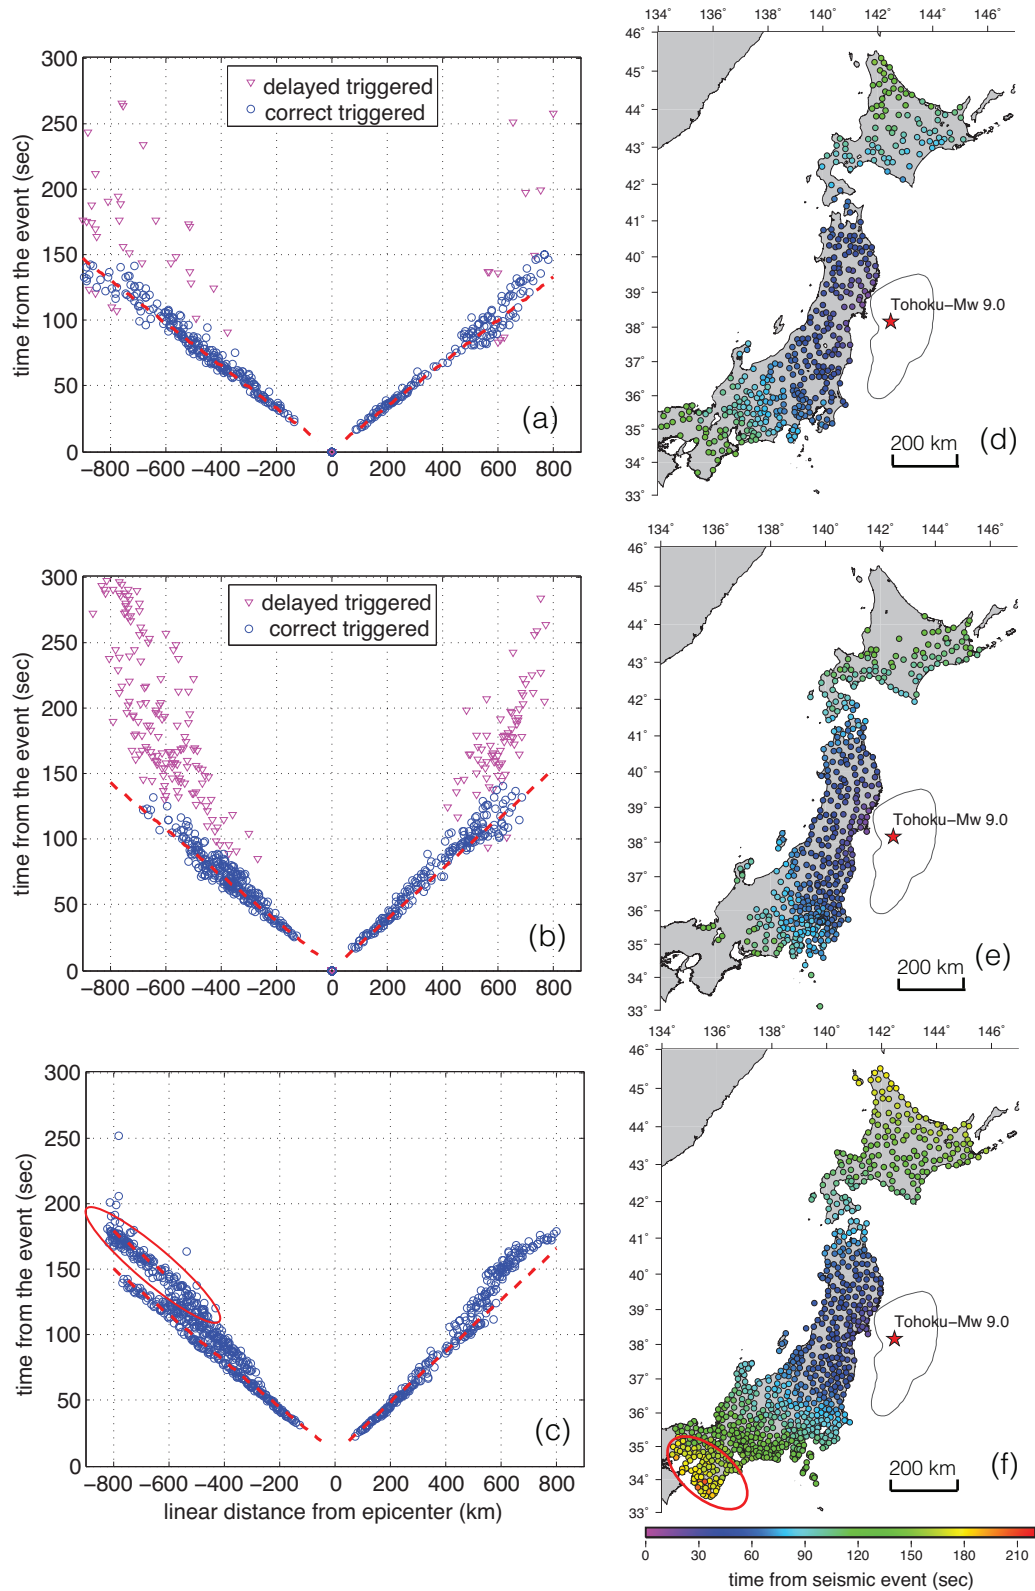 134° 136° 138° 140° 142° 144° 146°
300
250
200
150
100
50
0
time from the event (sec)
delayed triggered
correct triggered
(a)
−800 −600 −400 −200 0 200 400 600 800
46°
45°
44°
43°
42°
41°
40°
39°
38°
37°
36°
35°
34°
33°
Tohoku−Mw 9.0
200 km
(d)
134° 136° 138° 140° 142° 144° 146°
300
250
200
150
100
50
0
time from the event (sec)
delayed triggered
correct triggered
(b)
−800 −600 −400 −200 0 200 400 600 800
46°
45°
44°
43°
42°
41°
40°
39°
38°
37°
36°
35°
34°
33°
Tohoku−Mw 9.0
200 km
(e)
134° 136° 138° 140° 142° 144° 146°
300
250
200
150
100
50
0
time from the event (sec)
(c)
−800 −600 −400 −200 0 200 400 600 800
linear distance from epicenter (km)
46°
45°
44°
43°
42°
41°
40°
39°
38°
37°
36°
35°
34°
33°
Tohoku−Mw 9.0
200 km
(f)
0 30 60 90 120 150 180 210
time from seismic event (sec)